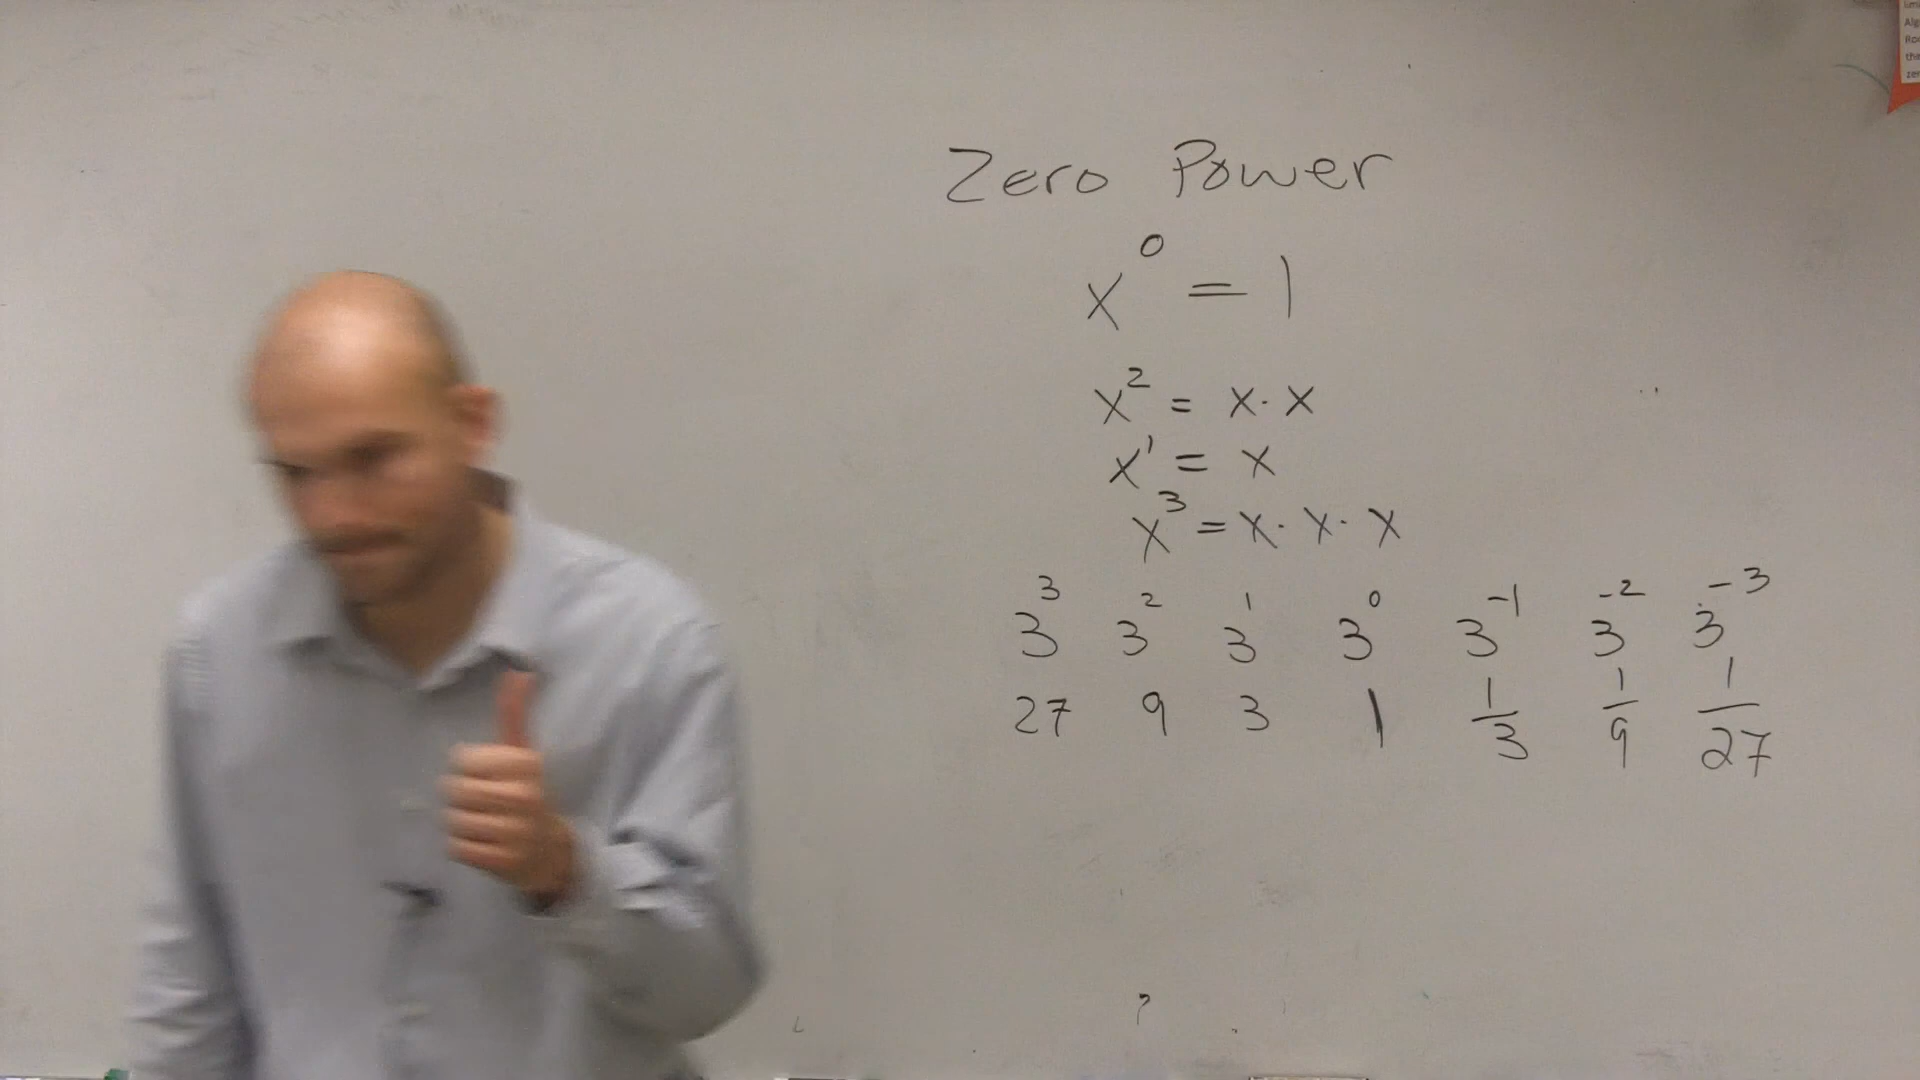 Zero Power
x⁰ = 1
x² = x · x
x¹ = x
x³ = x · x · x
3³ 3² 3¹ 3⁰ 3⁻¹ 3⁻² 3⁻³
27 9 3 1 1/3 1/9 1/27